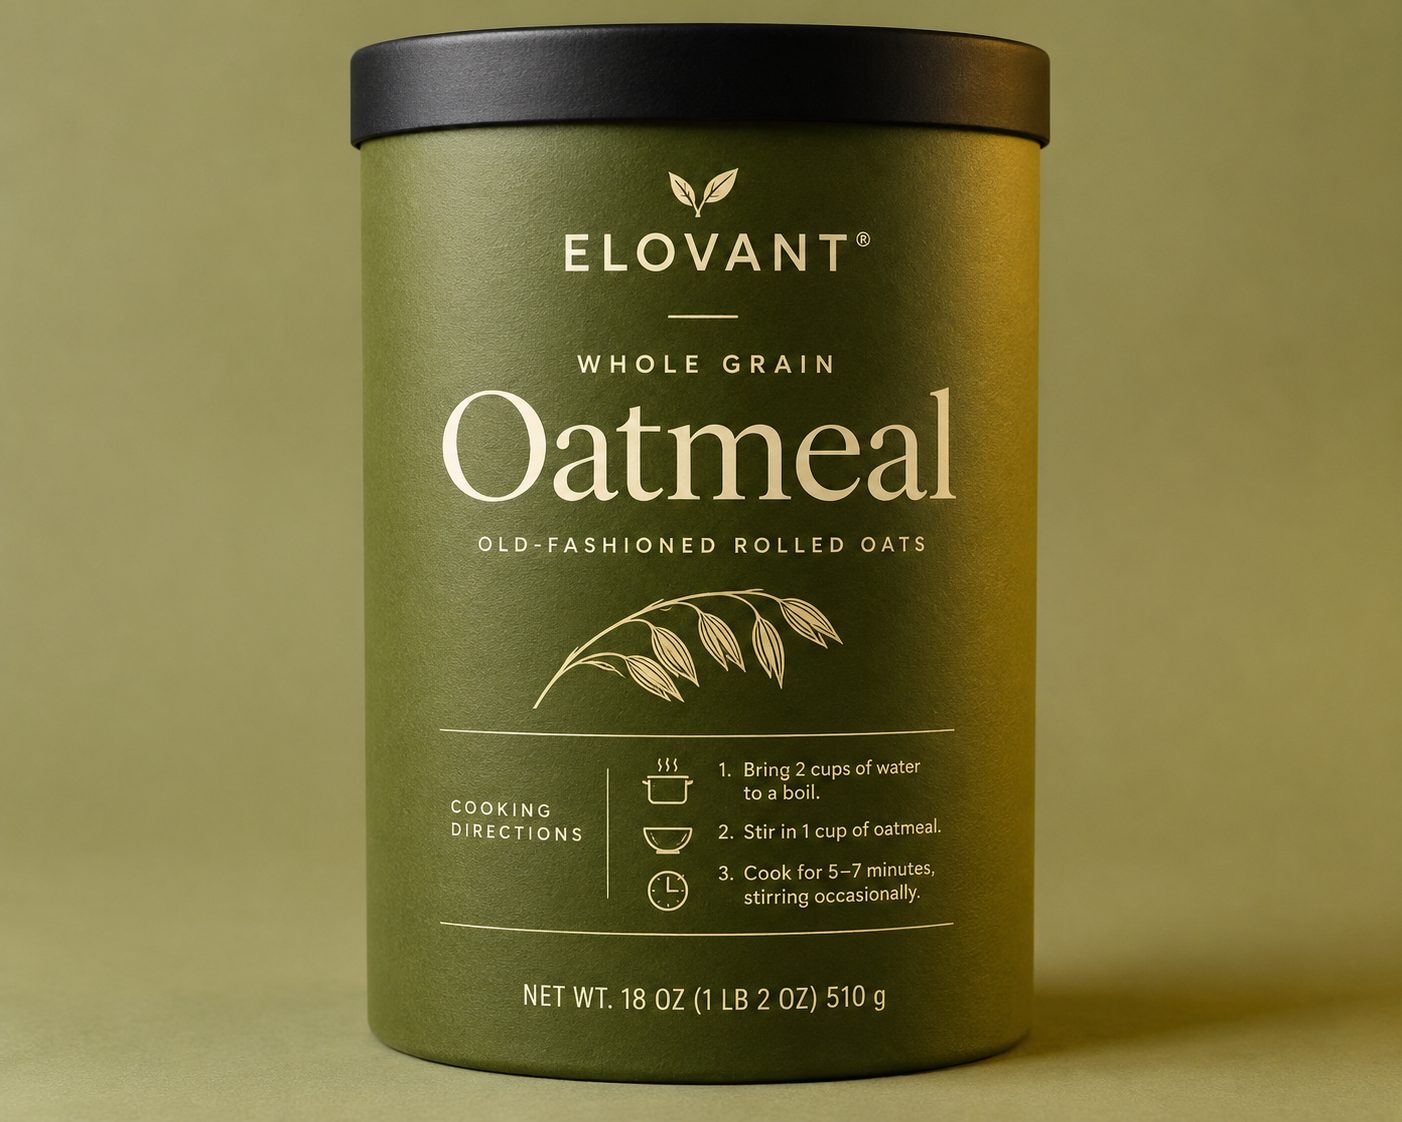 ELOVANT®
WHOLE GRAIN
Oatmeal
OLD-FASHIONED ROLLED OATS
COOKING
DIRECTIONS
1. Bring 2 cups of water
to a boil.
2. Stir in 1 cup of oatmeal.
3. Cook for 5–7 minutes,
stirring occasionally.
NET WT. 18 OZ (1 LB 2 OZ) 510 g